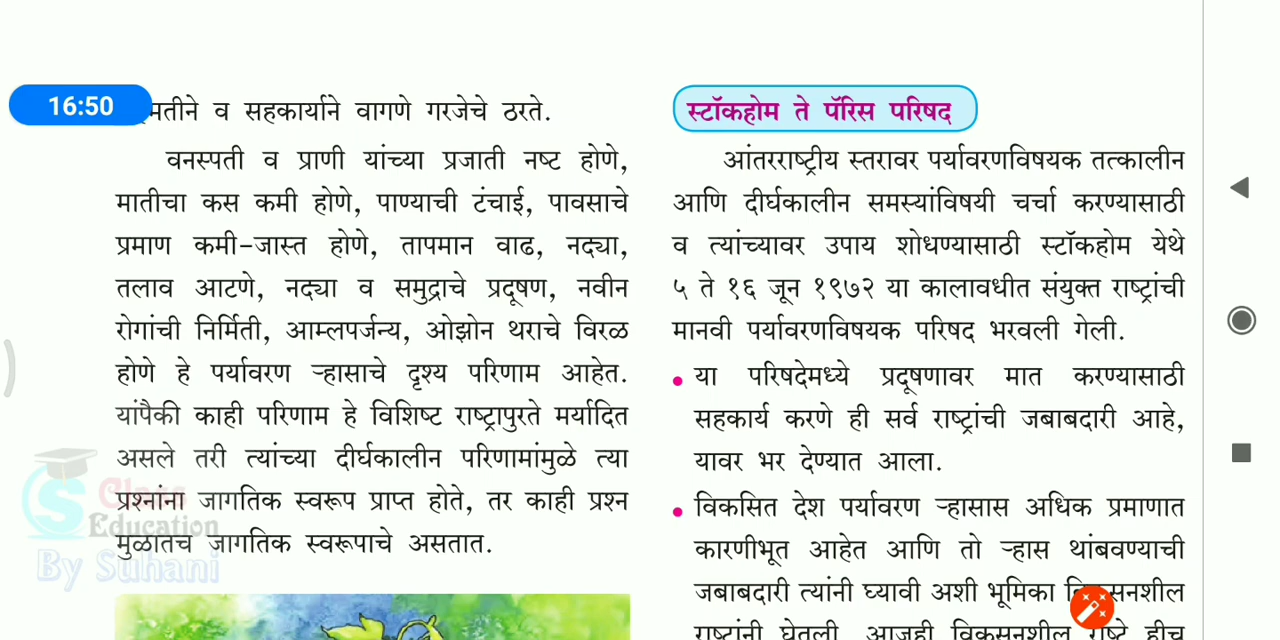 16:50
व सहकार्याने वागणे गरजेचे ठरते.
वनस्पती व प्राणी यांच्या प्रजाती नष्ट होणे,
मातीचा कस कमी होणे, पाण्याची टंचाई, पावसाचे
प्रमाण कमी-जास्त होणे, तापमान वाढ, नद्या,
तलाव आटणे, नद्या व समुद्राचे प्रदूषण, नवीन
रोगांची निर्मिती, आम्लपर्जन्य, ओझोन थराचे विरळ
होणे हे पर्यावरण ऱ्हासाचे दृश्य परिणाम आहेत.
यांपैकी काही परिणाम हे विशिष्ट राष्ट्रापुरते मर्यादित
असले तरी त्यांच्या दीर्घकालीन परिणामांमुळे त्या
प्रश्नांना जागतिक स्वरूप प्राप्त होते, तर काही प्रश्न
मुळातच जागतिक स्वरूपाचे असतात.
Class
Education
By Suhani
स्टॉकहोम ते पॅरिस परिषद
आंतरराष्ट्रीय स्तरावर पर्यावरणविषयक तत्कालीन
आणि दीर्घकालीन समस्यांविषयी चर्चा करण्यासाठी
व त्यांच्यावर उपाय शोधण्यासाठी स्टॉकहोम येथे
५ ते १६ जून १९७२ या कालावधीत संयुक्त राष्ट्रांची
मानवी पर्यावरणविषयक परिषद भरवली गेली.
• या परिषदेमध्ये प्रदूषणावर मात करण्यासाठी
सहकार्य करणे ही सर्व राष्ट्रांची जबाबदारी आहे,
यावर भर देण्यात आला.
• विकसित देश पर्यावरण ऱ्हासास अधिक प्रमाणात
कारणीभूत आहेत आणि तो ऱ्हास थांबवण्याची
जबाबदारी त्यांनी घ्यावी अशी भूमिका विकसनशील
राष्ट्रांनी घेतली. आजही विकसनशील राष्ट्रे हीच